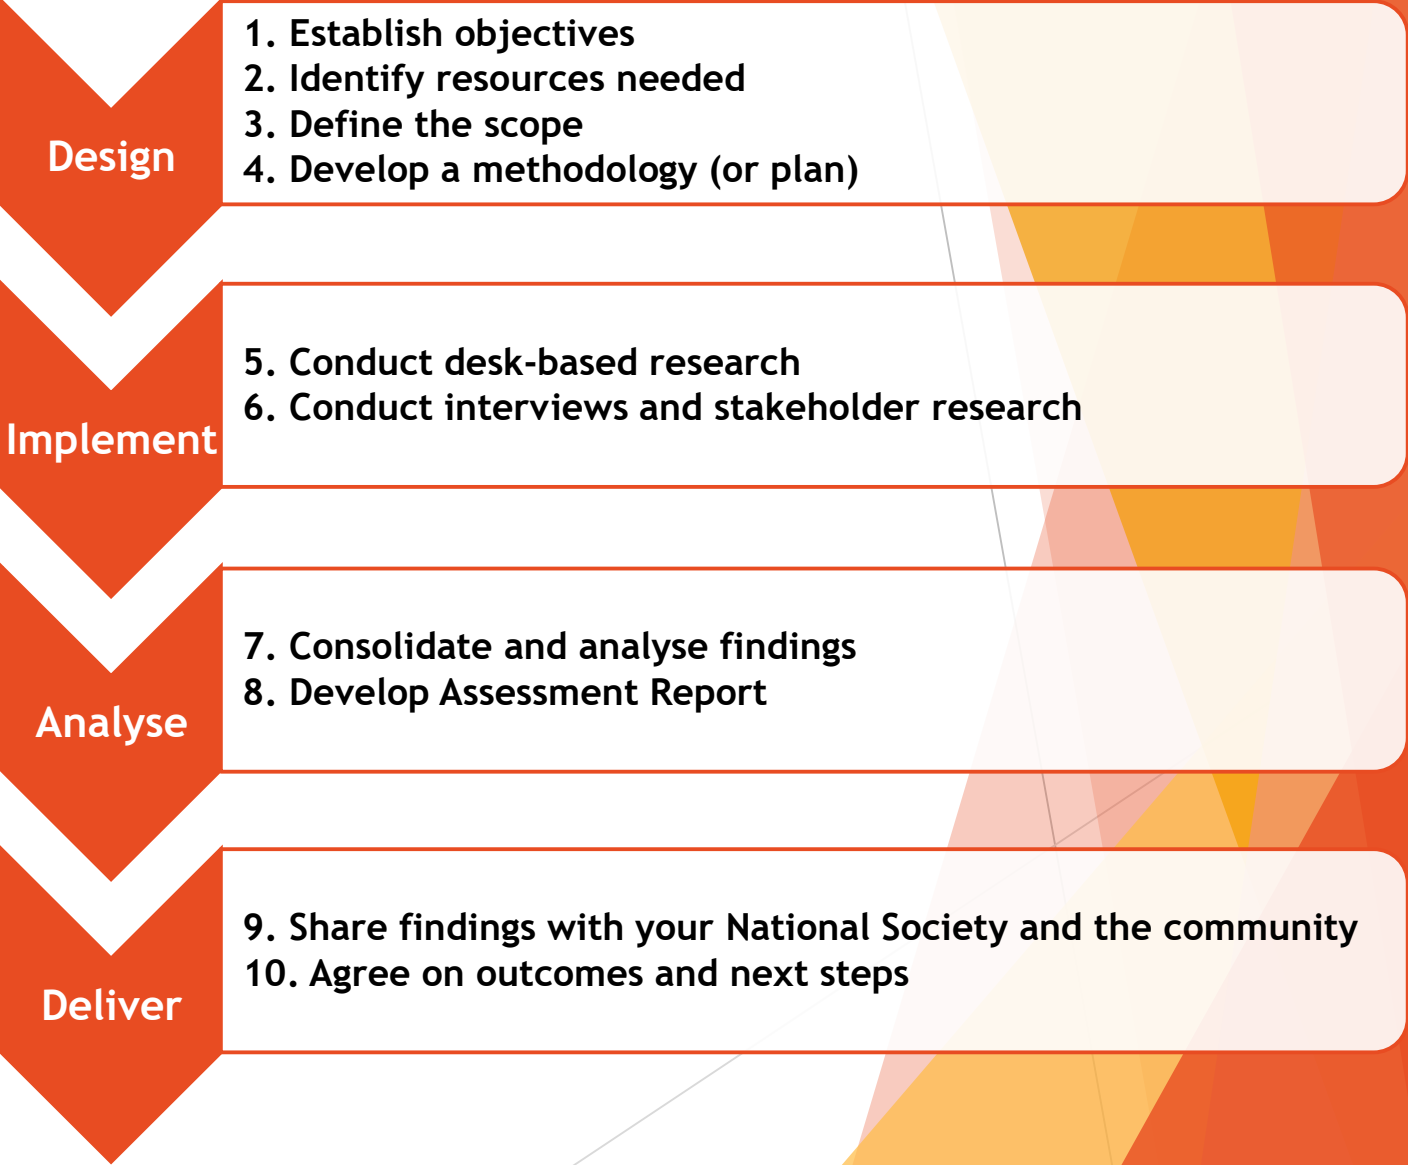 Design
1. Establish objectives
2. Identify resources needed
3. Define the scope
4. Develop a methodology (or plan)
Implement
5. Conduct desk-based research
6. Conduct interviews and stakeholder research
Analyse
7. Consolidate and analyse findings
8. Develop Assessment Report
Deliver
9. Share findings with your National Society and the community
10. Agree on outcomes and next steps